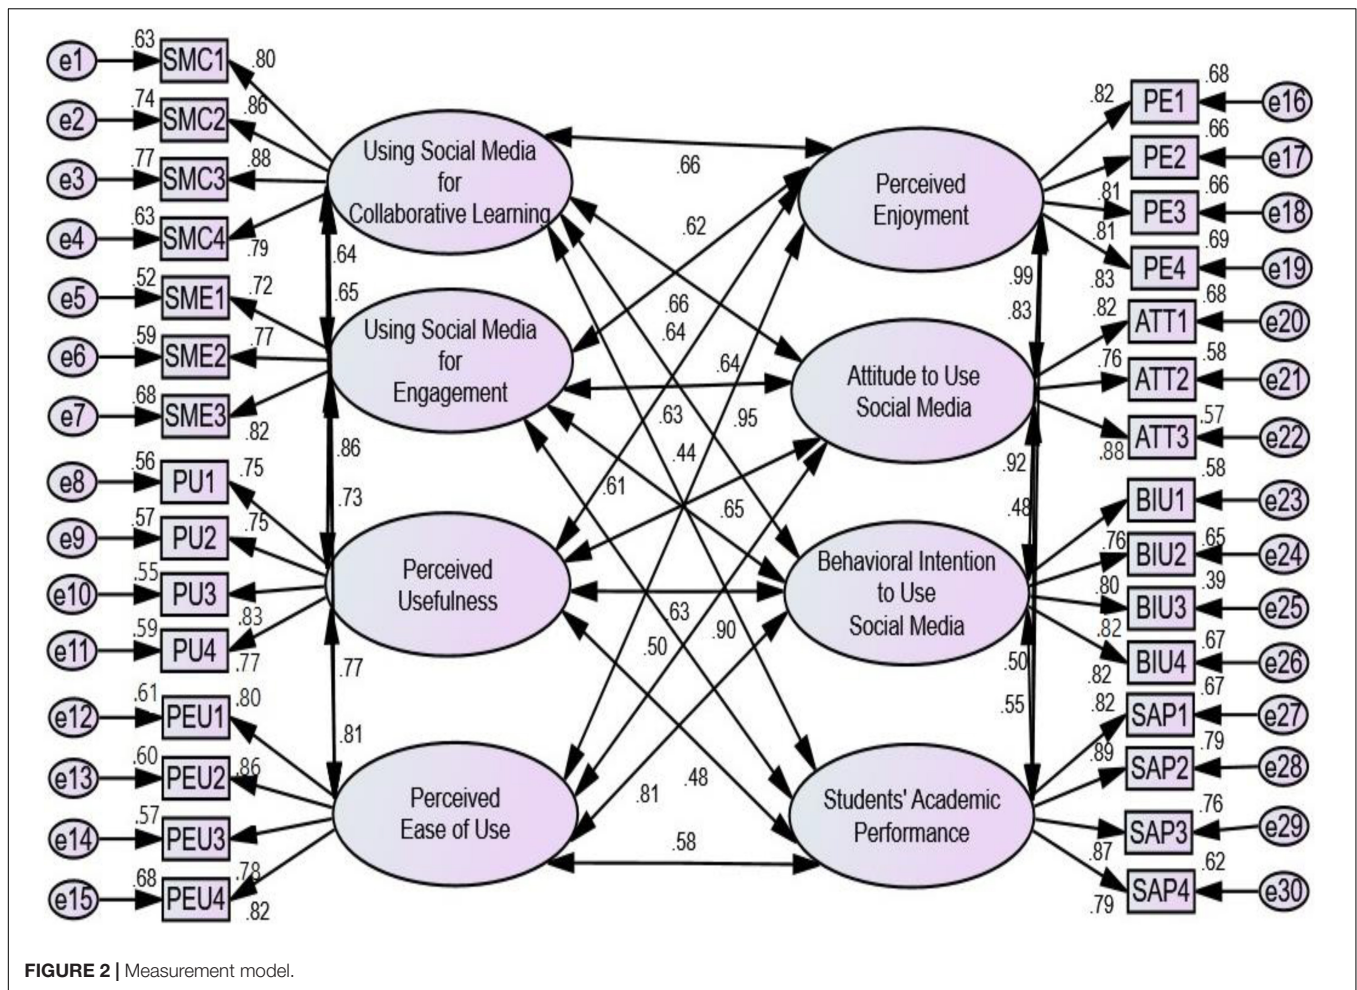 e1 .63 SMC1 .80
e2 .74 SMC2 .86
e3 .77 SMC3 .88
e4 .63 SMC4 .79
Using Social Media
for
Collaborative Learning
e5 .52 SME1 .72
e6 .59 SME2 .77
e7 .68 SME3 .82
Using Social Media
for
Engagement
e8 .56 PU1 .75
e9 .57 PU2 .75
e10 .55 PU3 .83
e11 .59 PU4 .77
Perceived
Usefulness
e12 .61 PEU1 .80
e13 .60 PEU2 .86
e14 .57 PEU3 .78
e15 .68 PEU4 .82
Perceived
Ease of Use
.64
.65
.86
.73
.77
.81
.66
.62
.66
.64
.64
.63
.95
.44
.61
.65
.63
.90
.50
.48
.81
.58
Perceived
Enjoyment
.82 PE1 .68 e16
.81 PE2 .66 e17
.81 PE3 .66 e18
.83 PE4 .69 e19
Attitude to Use
Social Media
.82 ATT1 .68 e20
.76 ATT2 .58 e21
.88 ATT3 .57 e22
Behavioral Intention
to Use
Social Media
.76 BIU1 .58 e23
.80 BIU2 .65 e24
.82 BIU3 .39 e25
.82 BIU4 .67 e26
Students' Academic
Performance
.82 SAP1 .67 e27
.89 SAP2 .79 e28
.87 SAP3 .76 e29
.79 SAP4 .62 e30
.99
.83
.92
.48
.50
.55
FIGURE 2 | Measurement model.